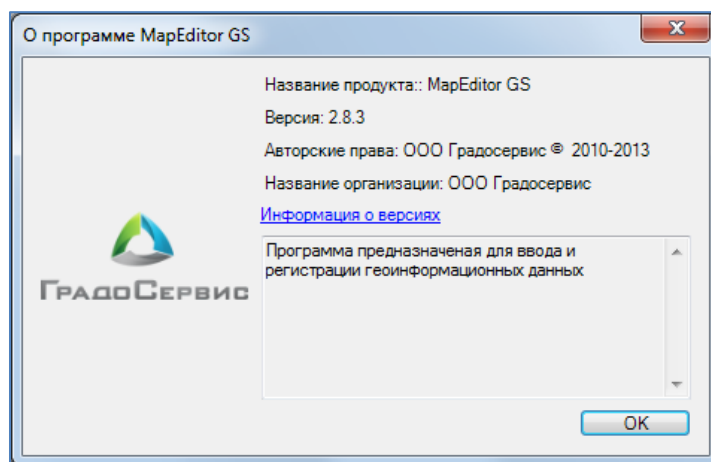 О программе MapEditor GS
Название продукта:: MapEditor GS
Версия: 2.8.3
Авторские права: ООО Градосервис © 2010-2013
Название организации: ООО Градосервис
Информация о версиях
ГрадоСервис
Программа предназначеная для ввода и
регистрации геоинформационных данных
OK